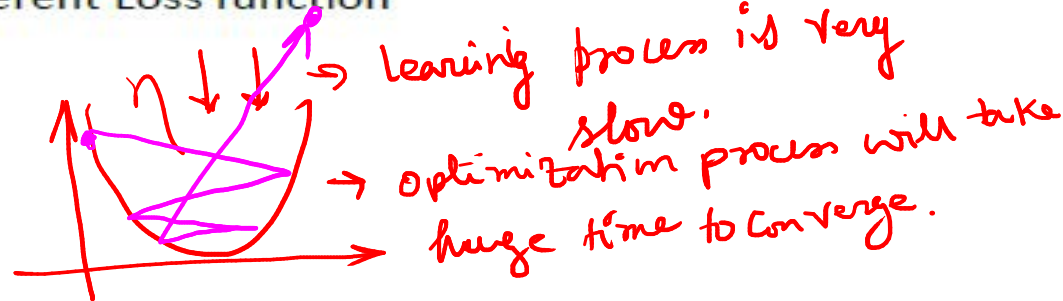 erent Loss function
η ↓ ↓
→ Learning process is very
slow.
→ optimization process will take
huge time to converge.